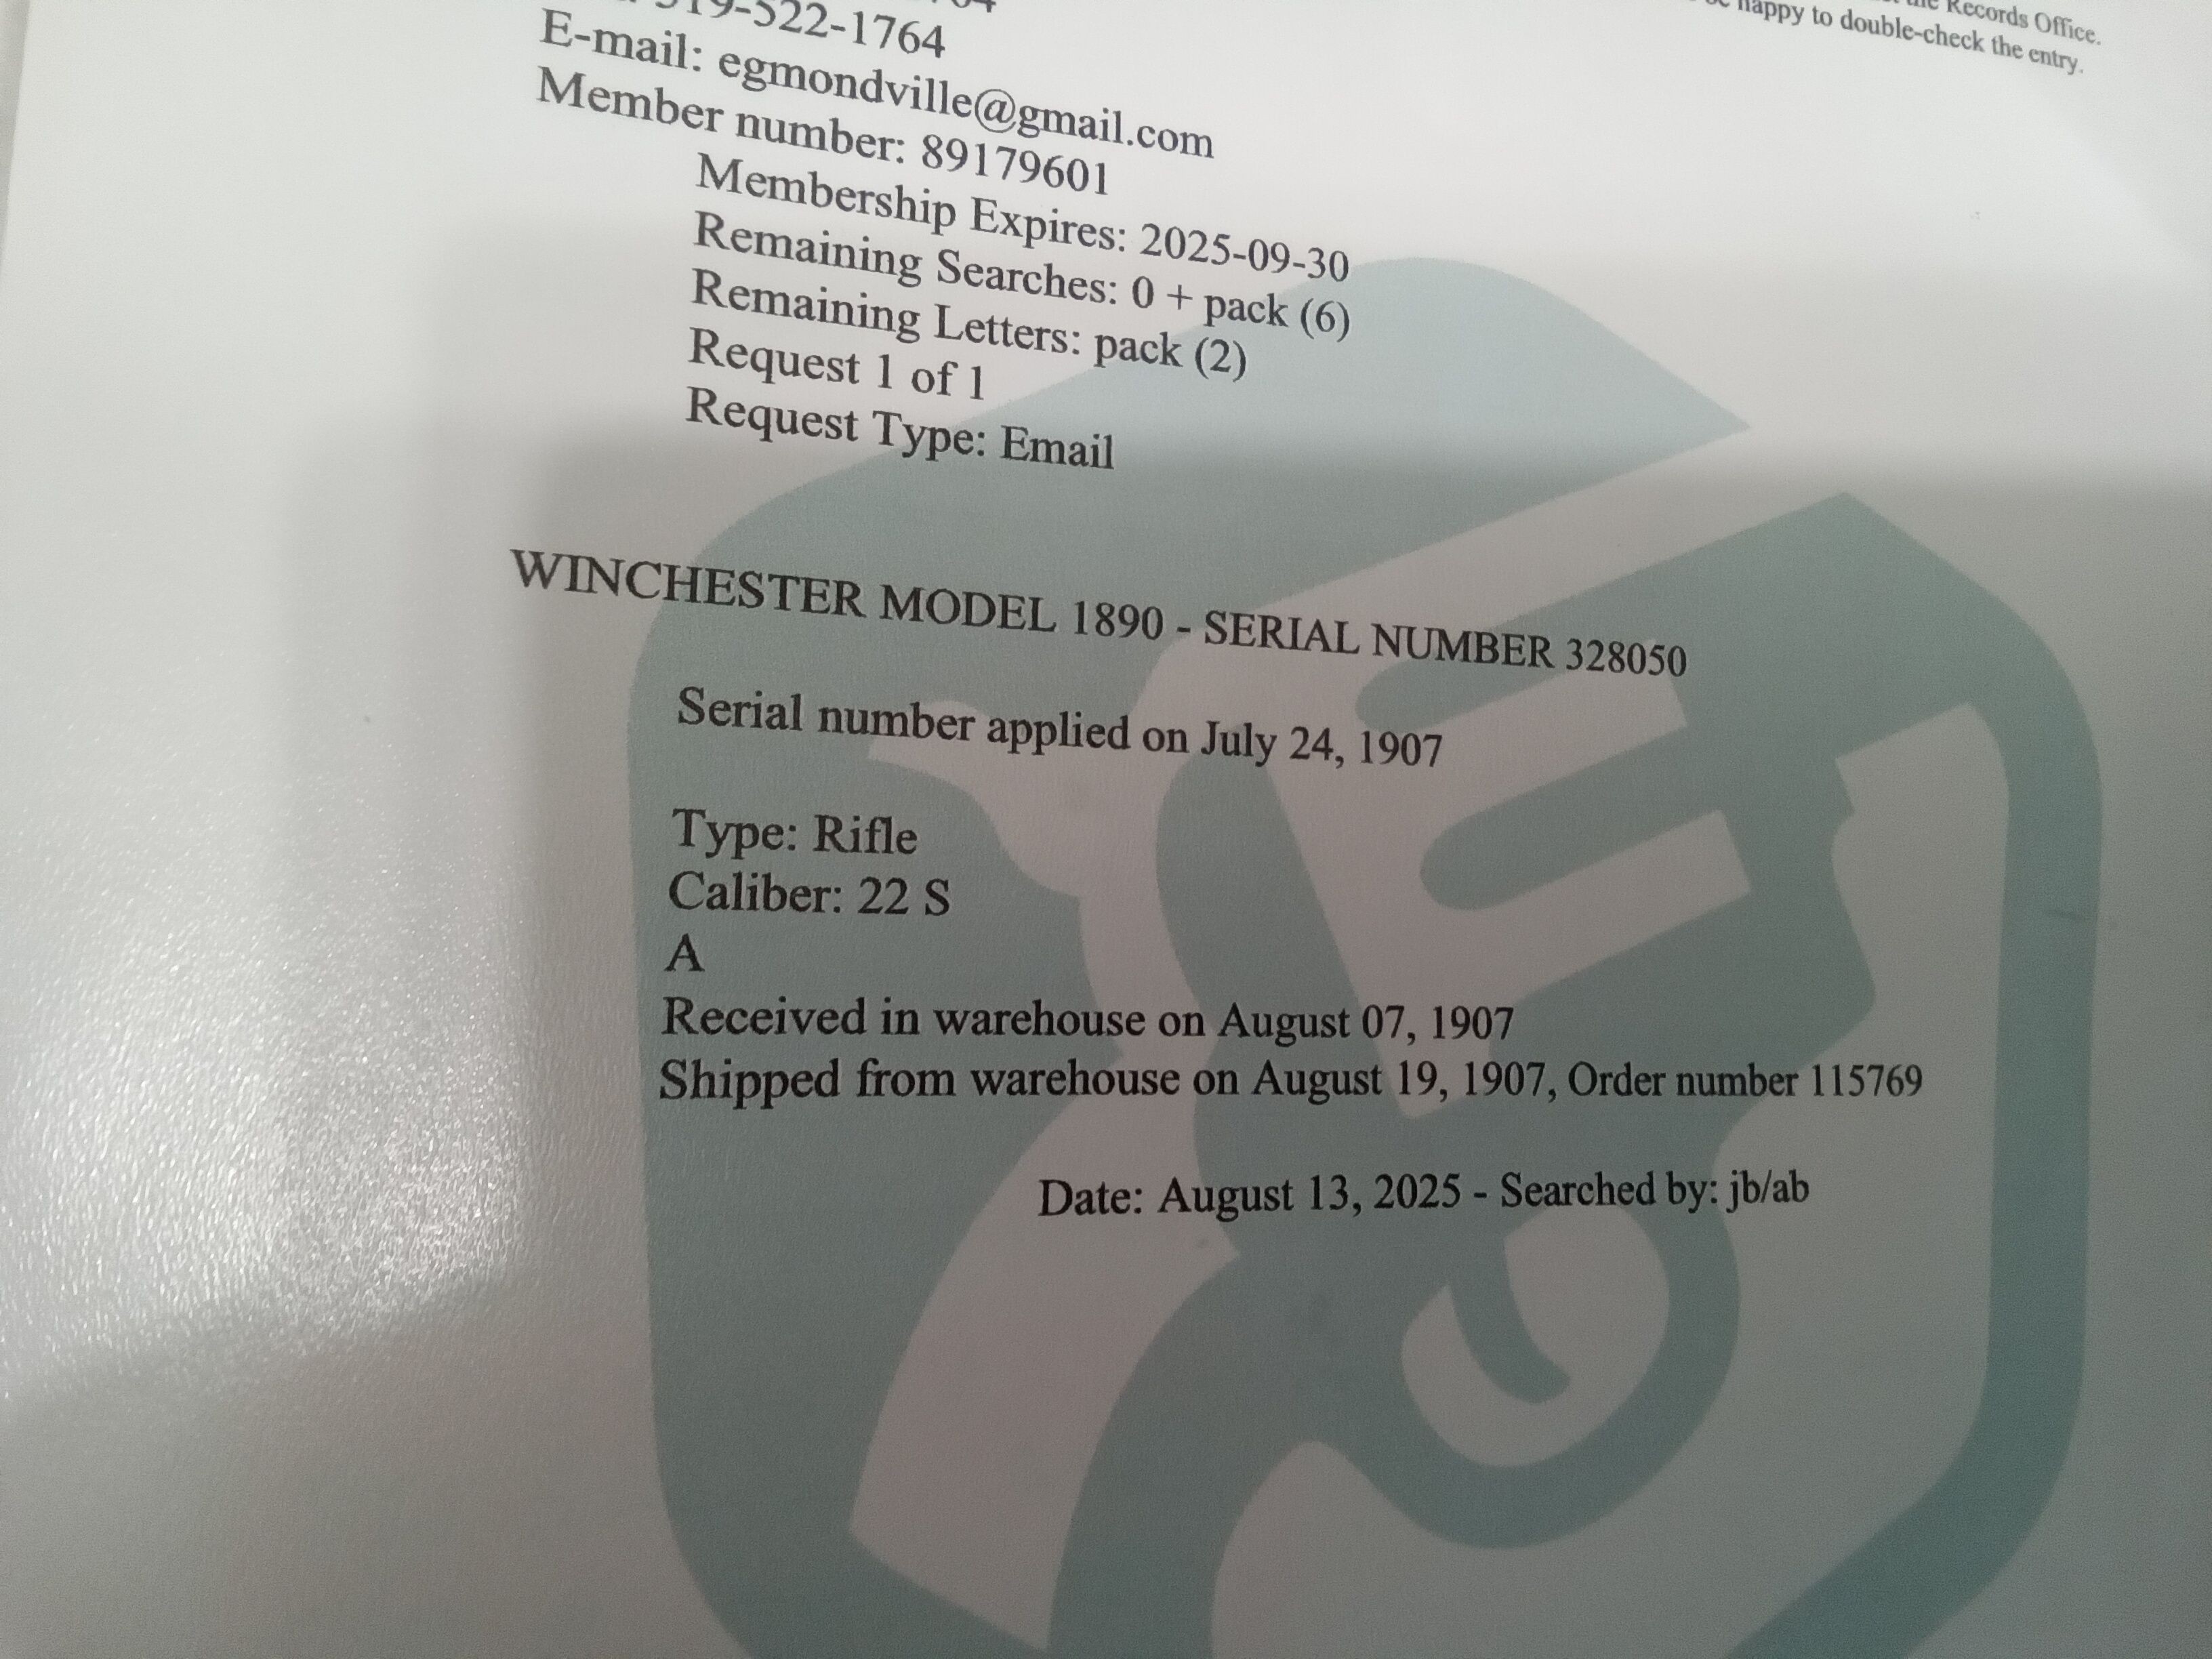 the Records Office.
happy to double-check the entry.
519-522-1764
E-mail: egmondville@gmail.com
Member number: 89179601
Membership Expires: 2025-09-30
Remaining Searches: 0 + pack (6)
Remaining Letters: pack (2)
Request 1 of 1
Request Type: Email
WINCHESTER MODEL 1890 - SERIAL NUMBER 328050
Serial number applied on July 24, 1907
Type: Rifle
Caliber: 22 S
A
Received in warehouse on August 07, 1907
Shipped from warehouse on August 19, 1907, Order number 115769
Date: August 13, 2025 - Searched by: jb/ab